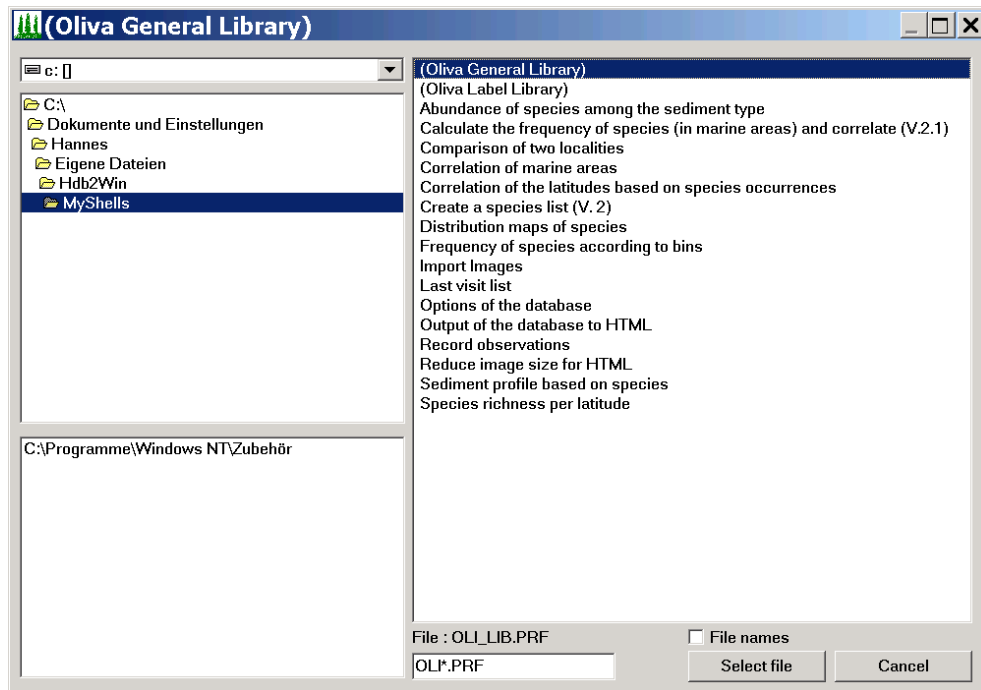 (Oliva General Library)
c: []
C:\
Dokumente und Einstellungen
Hannes
Eigene Dateien
Hdb2Win
MyShells
C:\Programme\Windows NT\Zubehör
(Oliva General Library)
(Oliva Label Library)
Abundance of species among the sediment type
Calculate the frequency of species (in marine areas) and correlate (V.2.1)
Comparison of two localities
Correlation of marine areas
Correlation of the latitudes based on species occurrences
Create a species list (V. 2)
Distribution maps of species
Frequency of species according to bins
Import Images
Last visit list
Options of the database
Output of the database to HTML
Record observations
Reduce image size for HTML
Sediment profile based on species
Species richness per latitude
File : OLI_LIB.PRF
File names
OLI*.PRF
Select file
Cancel